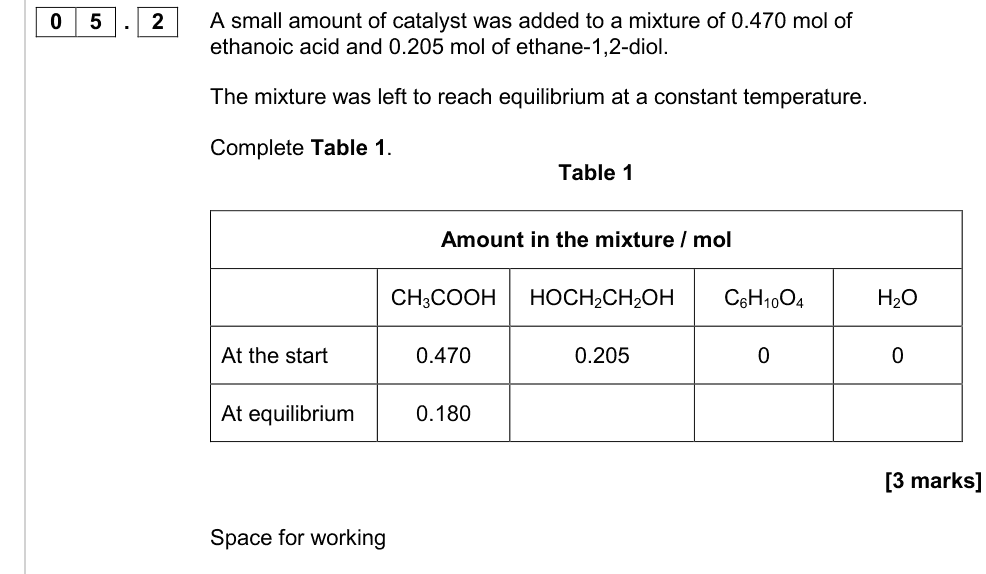 0 5 . 2 A small amount of catalyst was added to a mixture of 0.470 mol of
ethanoic acid and 0.205 mol of ethane-1,2-diol.
The mixture was left to reach equilibrium at a constant temperature.
Complete Table 1.
Table 1
Amount in the mixture / mol
CH₃COOH HOCH₂CH₂OH C₆H₁₀O₄ H₂O
At the start 0.470 0.205 0 0
At equilibrium 0.180
[3 marks]
Space for working